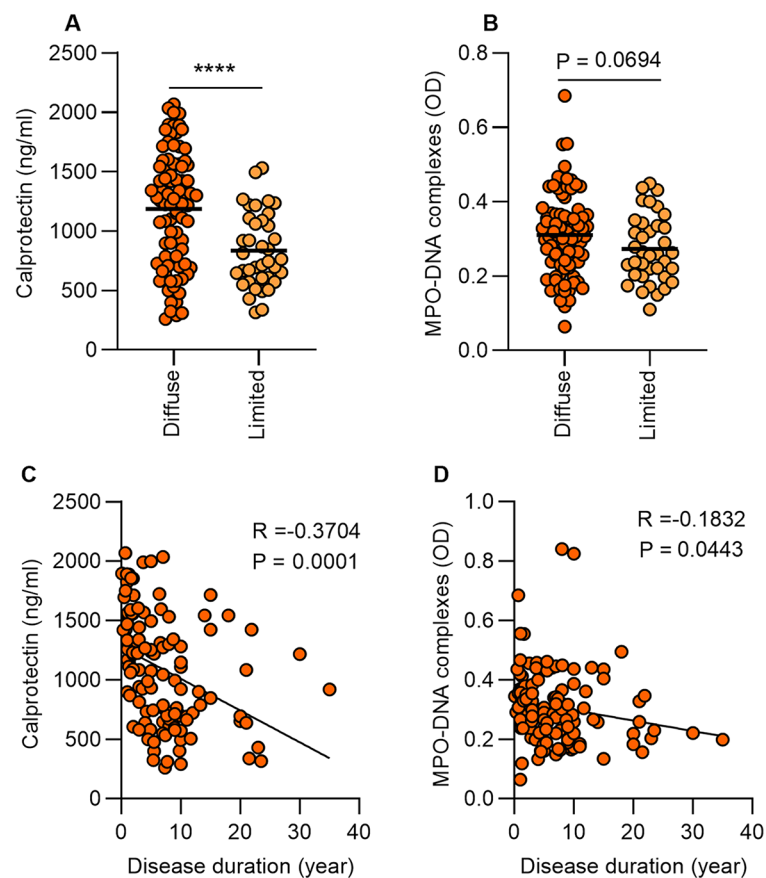 A
Calprotectin (ng/ml)
2500
2000
1500
1000
500
0
****
Diffuse
Limited
B
MPO-DNA complexes (OD)
0.8
0.6
0.4
0.2
0.0
P = 0.0694
Diffuse
Limited
C
Calprotectin (ng/ml)
2500
2000
1500
1000
500
0
R =-0.3704
P = 0.0001
0 10 20 30 40
Disease duration (year)
D
MPO-DNA complexes (OD)
1.0
0.8
0.6
0.4
0.2
0.0
R =-0.1832
P = 0.0443
0 10 20 30 40
Disease duration (year)